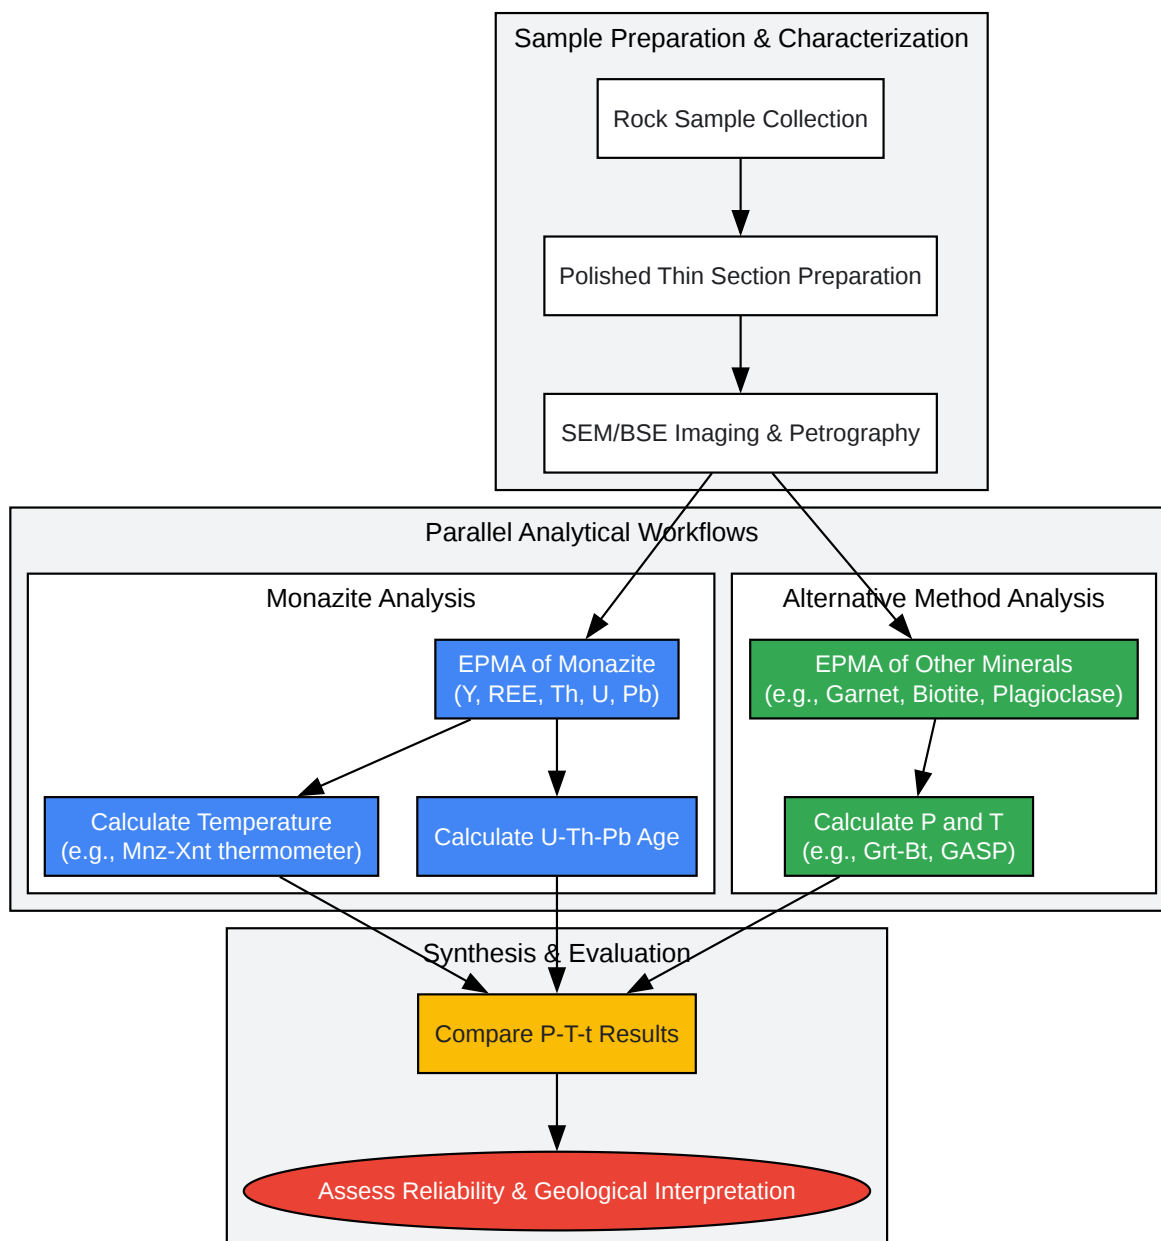 Sample Preparation & Characterization
Rock Sample Collection
Polished Thin Section Preparation
SEM/BSE Imaging & Petrography
Parallel Analytical Workflows
Monazite Analysis
EPMA of Monazite
(Y, REE, Th, U, Pb)
Calculate Temperature
(e.g., Mnz-Xnt thermometer)
Calculate U-Th-Pb Age
Alternative Method Analysis
EPMA of Other Minerals
(e.g., Garnet, Biotite, Plagioclase)
Calculate P and T
(e.g., Grt-Bt, GASP)
Synthesis & Evaluation
Compare P-T-t Results
Assess Reliability & Geological Interpretation